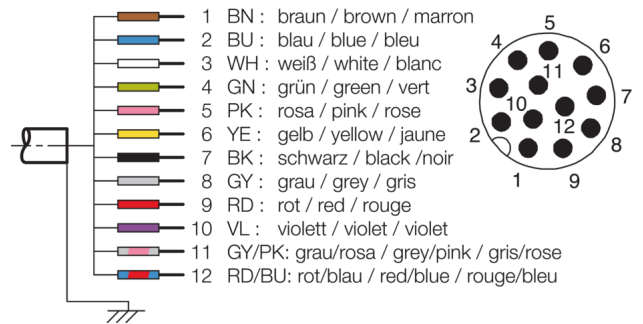 1 BN : braun / brown / marron
2 BU : blau / blue / bleu
3 WH : weiß / white / blanc
4 GN : grün / green / vert
5 PK : rosa / pink / rose
6 YE : gelb / yellow / jaune
7 BK : schwarz / black /noir
8 GY : grau / grey / gris
9 RD : rot / red / rouge
10 VL : violett / violet / violet
11 GY/PK: grau/rosa / grey/pink / gris/rose
12 RD/BU: rot/blau / red/blue / rouge/bleu
5
4 6
11
3 7
10
12
2 8
1 9